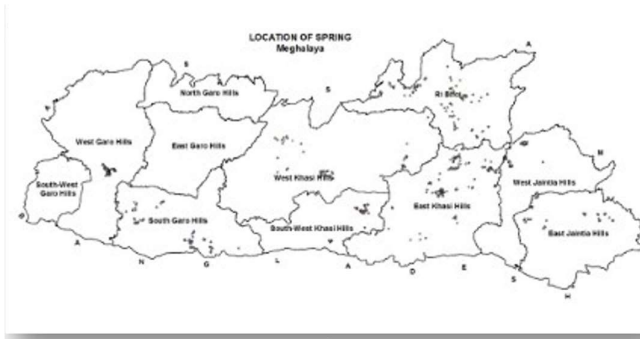 LOCATION OF SPRING
Meghalaya
A
S
S
A
M
North Garo Hills
Ri Bhoi
West Garo Hills
East Garo Hills
South-West
Garo Hills
West Khasi Hills
West Jaintia Hills
South Garo Hills
East Khasi Hills
South-West Khasi Hills
East Jaintia Hills
B
A
N
G
L
A
D
E
S
H